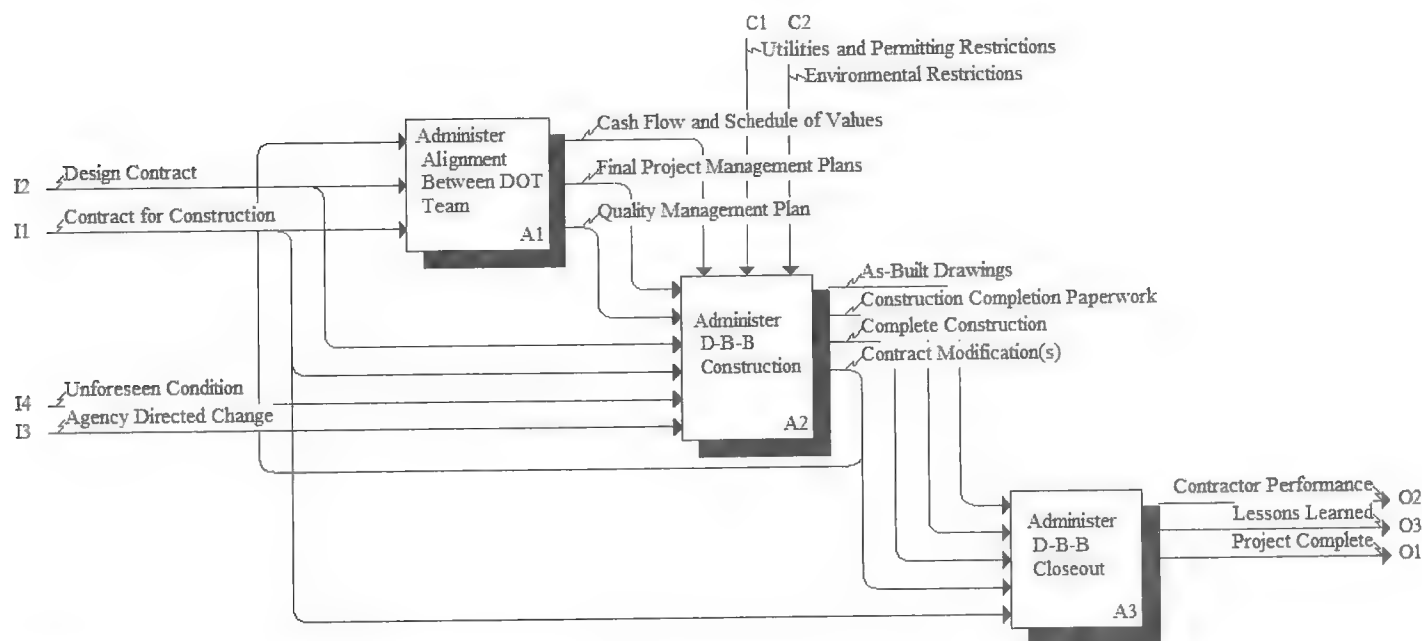 C1 C2
Utilities and Permitting Restrictions
Environmental Restrictions
Cash Flow and Schedule of Values
Administer
Alignment
Between DOT
Team
A1
Design Contract
I2
Final Project Management Plans
Contract for Construction
I1
Quality Management Plan
As-Built Drawings
Construction Completion Paperwork
Administer
D-B-B
Construction
A2
Complete Construction
Contract Modification(s)
Unforeseen Condition
I4
Agency Directed Change
I3
Contractor Performance
O2
Lessons Learned
O3
Project Complete
O1
Administer
D-B-B
Closeout
A3